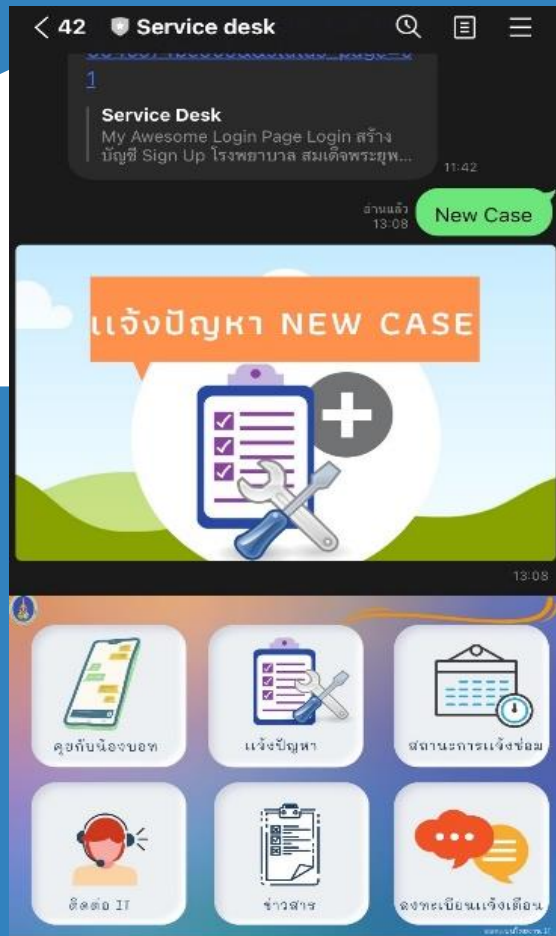 42 Service desk
1
Service Desk
My Awesome Login Page Login สร้าง
บัญชี Sign Up โรงพยาบาล สมเด็จพระยุพ...
11:42
อ่านแล้ว
13:08
New Case
แจ้งปัญหา NEW CASE
13:08
คุยกับน้องบอท
แจ้งปัญหา
สถานะการแจ้งซ่อม
ติดต่อ IT
ข่าวสาร
ลงทะเบียนแจ้งเตือน